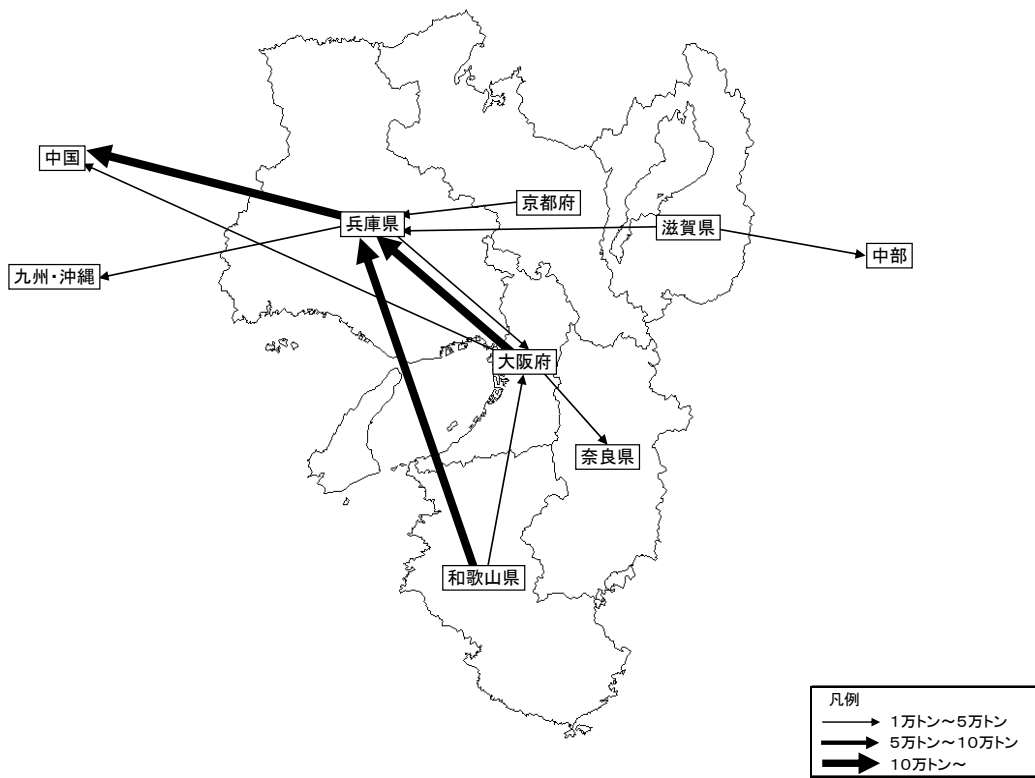 中国
京都府
兵庫県
滋賀県
中部
九州・沖縄
大阪府
奈良県
和歌山県
凡例
1万トン～5万トン
5万トン～10万トン
10万トン～